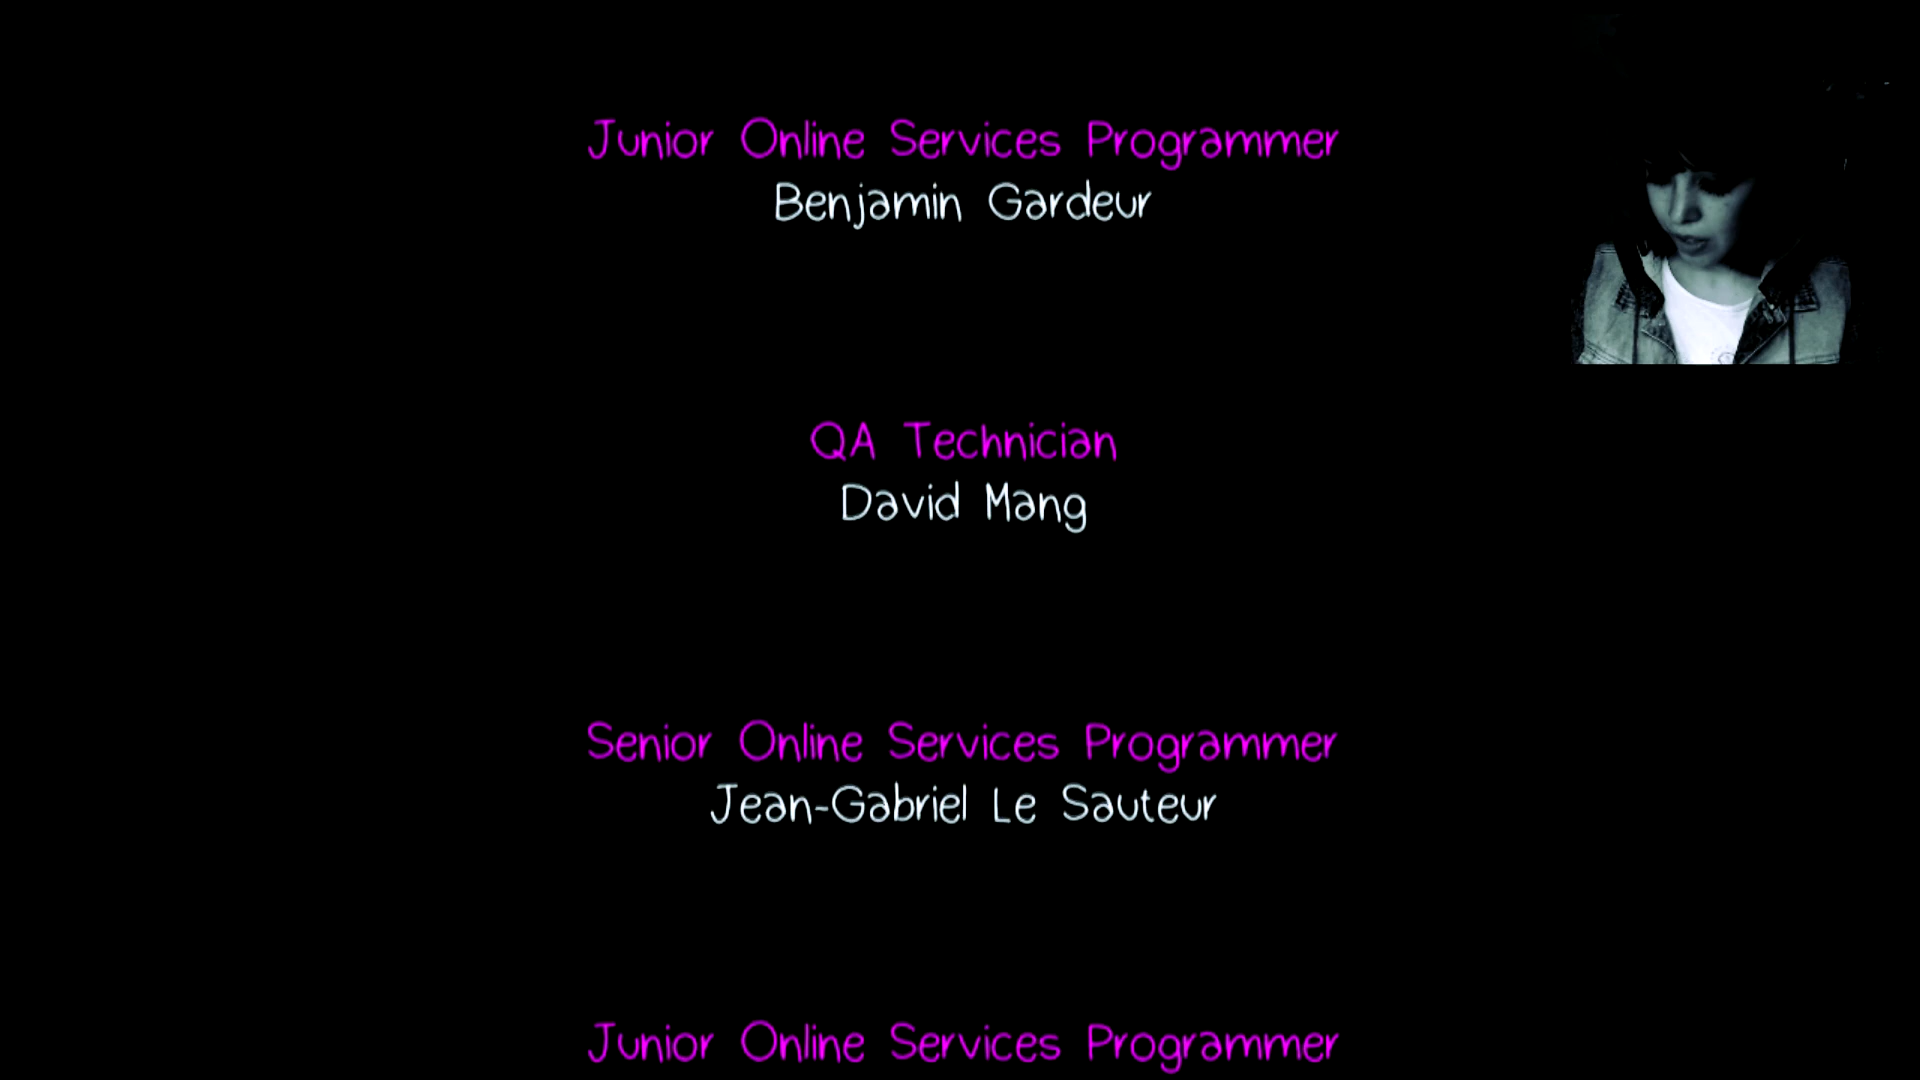 Junior Online Services Programmer
Benjamin Gardeur
QA Technician
David Mang
Senior Online Services Programmer
Jean-Gabriel Le Sauteur
Junior Online Services Programmer